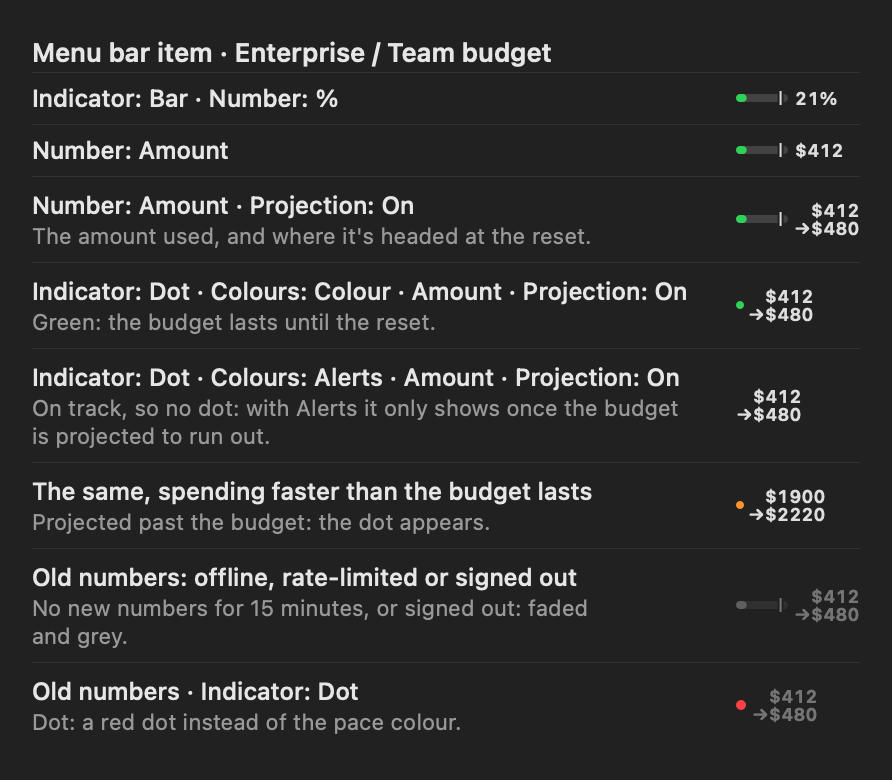 Menu bar item · Enterprise / Team budget
Indicator: Bar · Number: %
21%
Number: Amount
$412
Number: Amount · Projection: On
The amount used, and where it's headed at the reset.
$412
→$480
Indicator: Dot · Colours: Colour · Amount · Projection: On
Green: the budget lasts until the reset.
$412
→$480
Indicator: Dot · Colours: Alerts · Amount · Projection: On
On track, so no dot: with Alerts it only shows once the budget
is projected to run out.
$412
→$480
The same, spending faster than the budget lasts
Projected past the budget: the dot appears.
$1900
→$2220
Old numbers: offline, rate-limited or signed out
No new numbers for 15 minutes, or signed out: faded
and grey.
$412
→$480
Old numbers · Indicator: Dot
Dot: a red dot instead of the pace colour.
$412
→$480